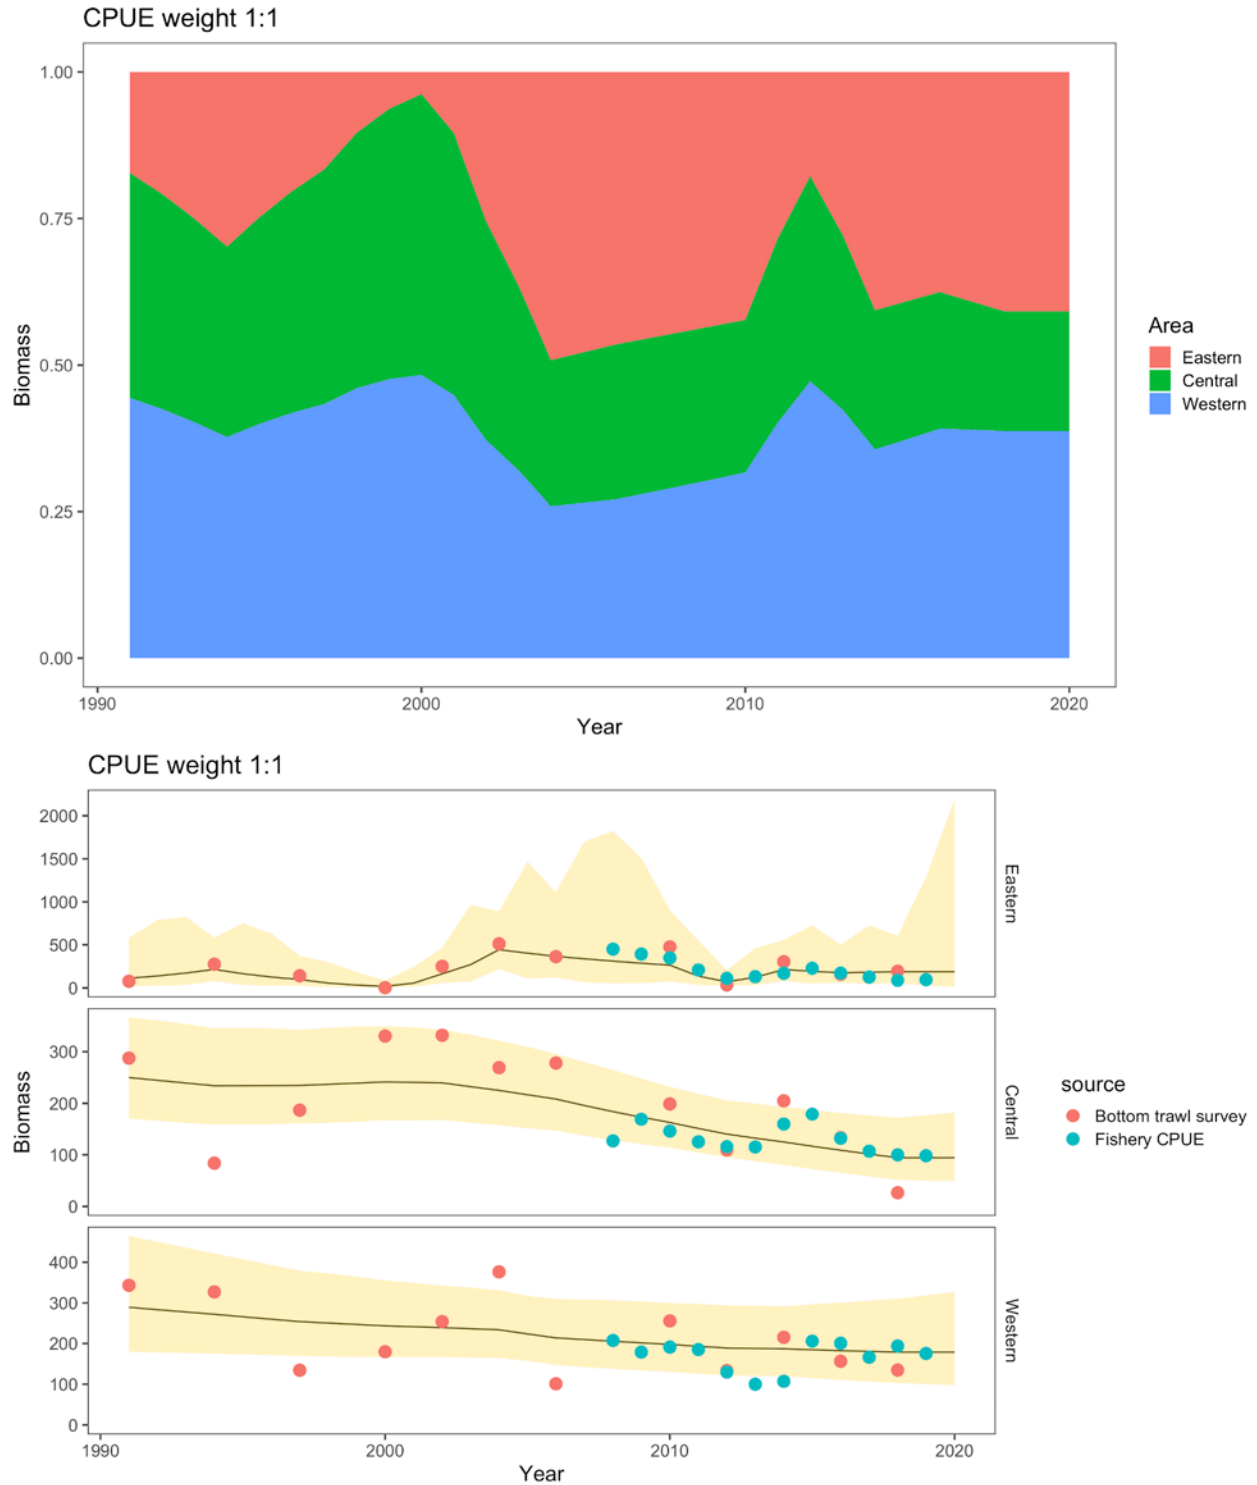 CPUE weight 1:1
1.00
0.75
0.50
0.25
0.00
Biomass
1990 2000 2010 2020
Year
Area
Eastern
Central
Western
CPUE weight 1:1
2000
1500
1000
500
0
Eastern
300
200
100
0
Central
Biomass
400
300
200
100
0
Western
1990 2000 2010 2020
Year
source
Bottom trawl survey
Fishery CPUE